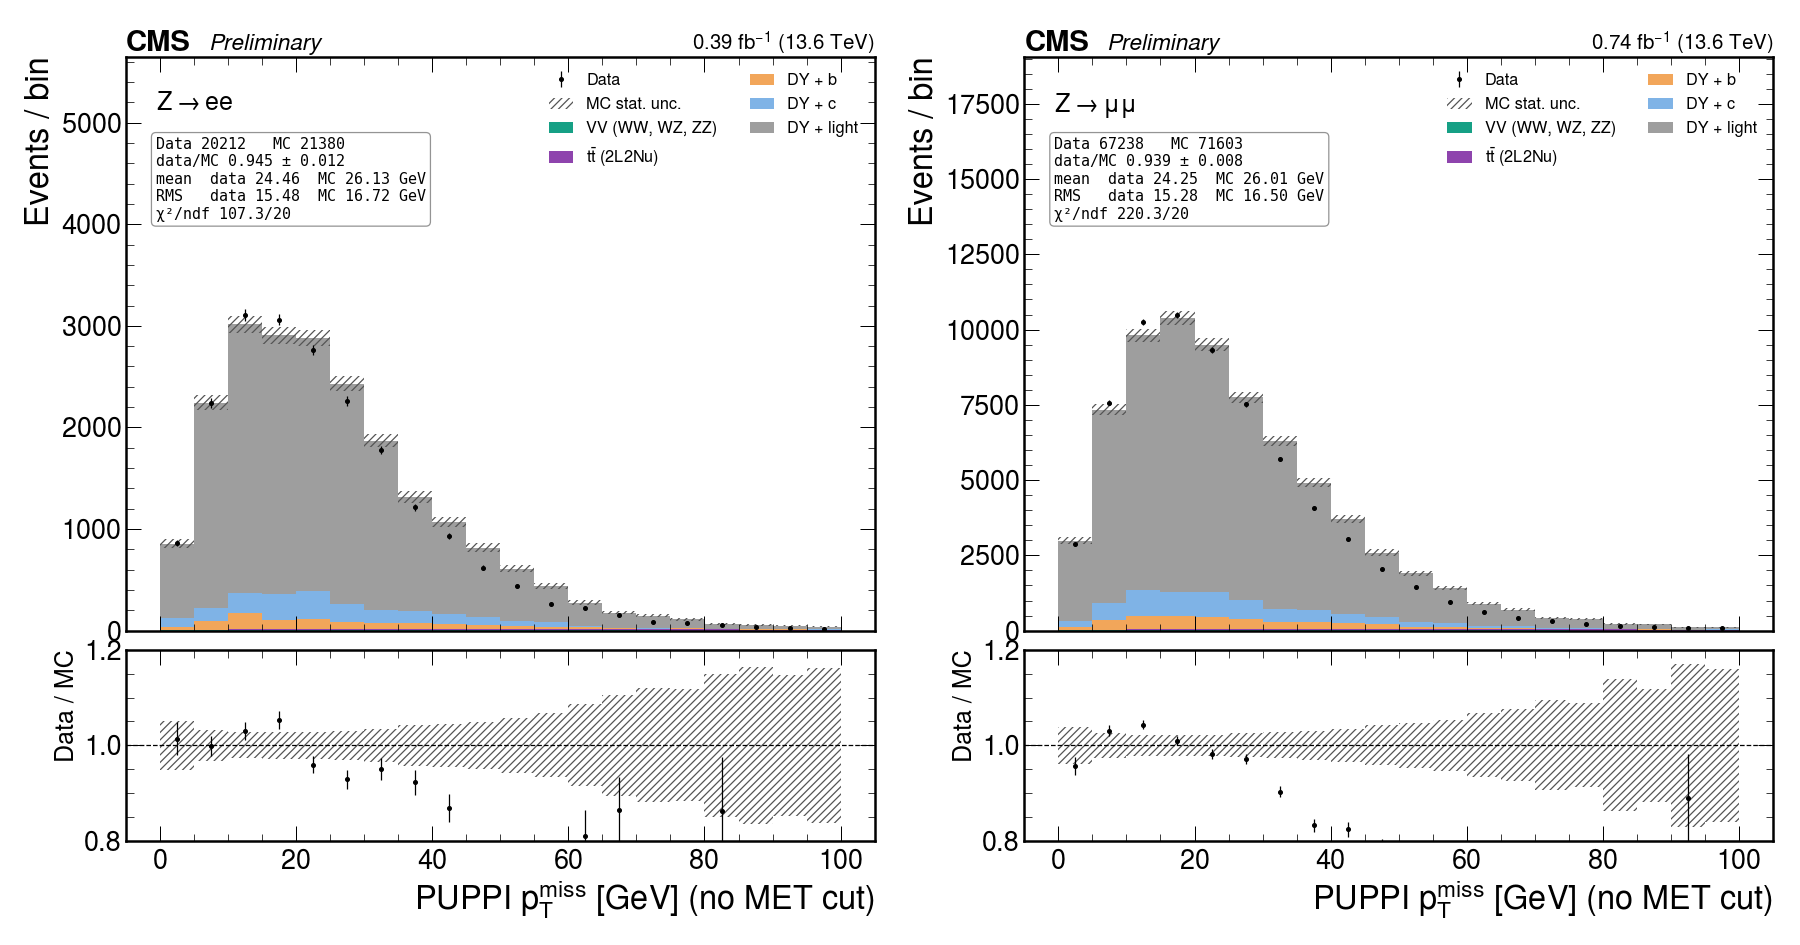 CMS Preliminary 0.39 fb⁻¹ (13.6 TeV)
Events / bin
Z→ee
Data 20212 MC 21380
data/MC 0.945 ± 0.012
mean data 24.46 MC 26.13 GeV
RMS data 15.48 MC 16.72 GeV
χ²/ndf 107.3/20
Data
MC stat. unc.
VV (WW, WZ, ZZ)
tt̄ (2L2Nu)
DY + b
DY + c
DY + light
5000
4000
3000
2000
1000
0
Data / MC
1.2
1.0
0.8
0 20 40 60 80 100
PUPPI p_T^miss [GeV] (no MET cut)
CMS Preliminary 0.74 fb⁻¹ (13.6 TeV)
Events / bin
Z→μμ
Data 67238 MC 71603
data/MC 0.939 ± 0.008
mean data 24.25 MC 26.01 GeV
RMS data 15.28 MC 16.50 GeV
χ²/ndf 220.3/20
Data
MC stat. unc.
VV (WW, WZ, ZZ)
tt̄ (2L2Nu)
DY + b
DY + c
DY + light
17500
15000
12500
10000
7500
5000
2500
0
Data / MC
1.2
1.0
0.8
0 20 40 60 80 100
PUPPI p_T^miss [GeV] (no MET cut)